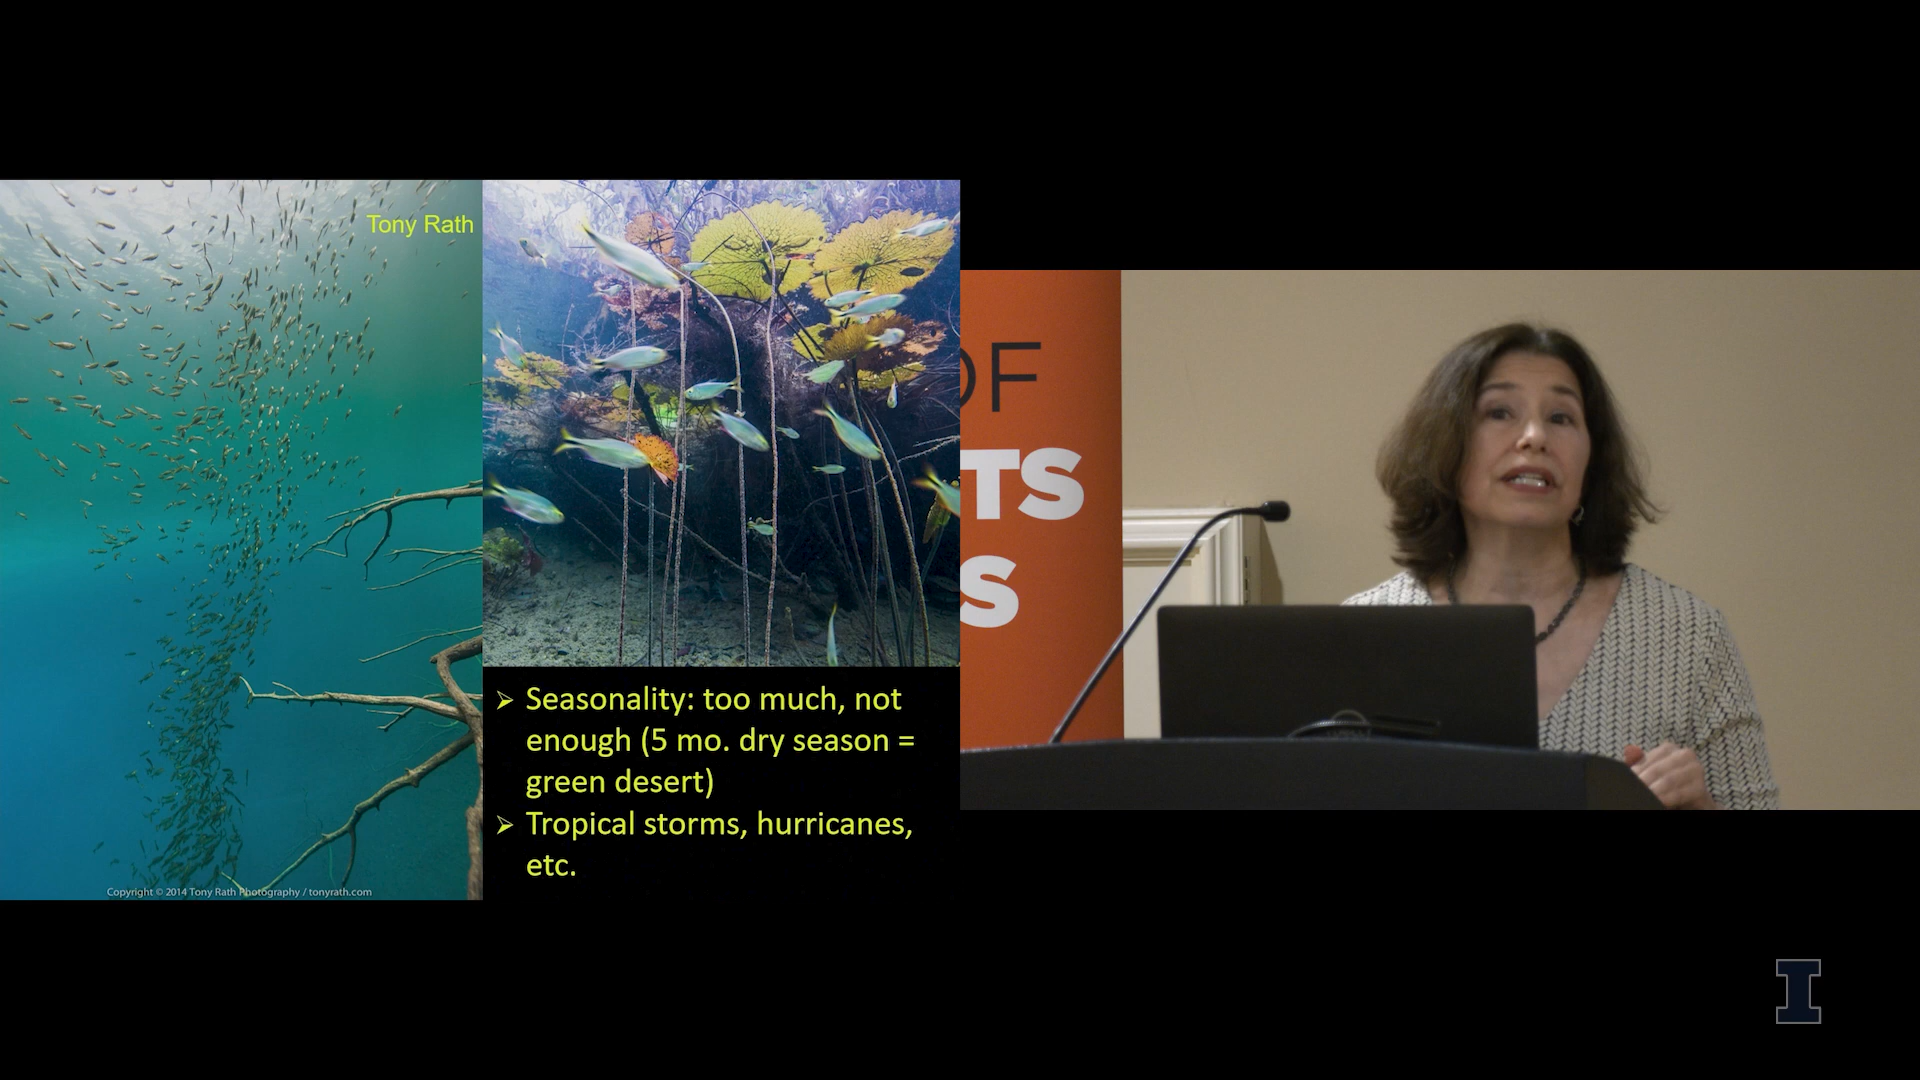 Tony Rath
Copyright © 2014 Tony Rath Photography / tonyrath.com
➢ Seasonality: too much, not
enough (5 mo. dry season =
green desert)
➢ Tropical storms, hurricanes,
etc.
OF
TS
S
I